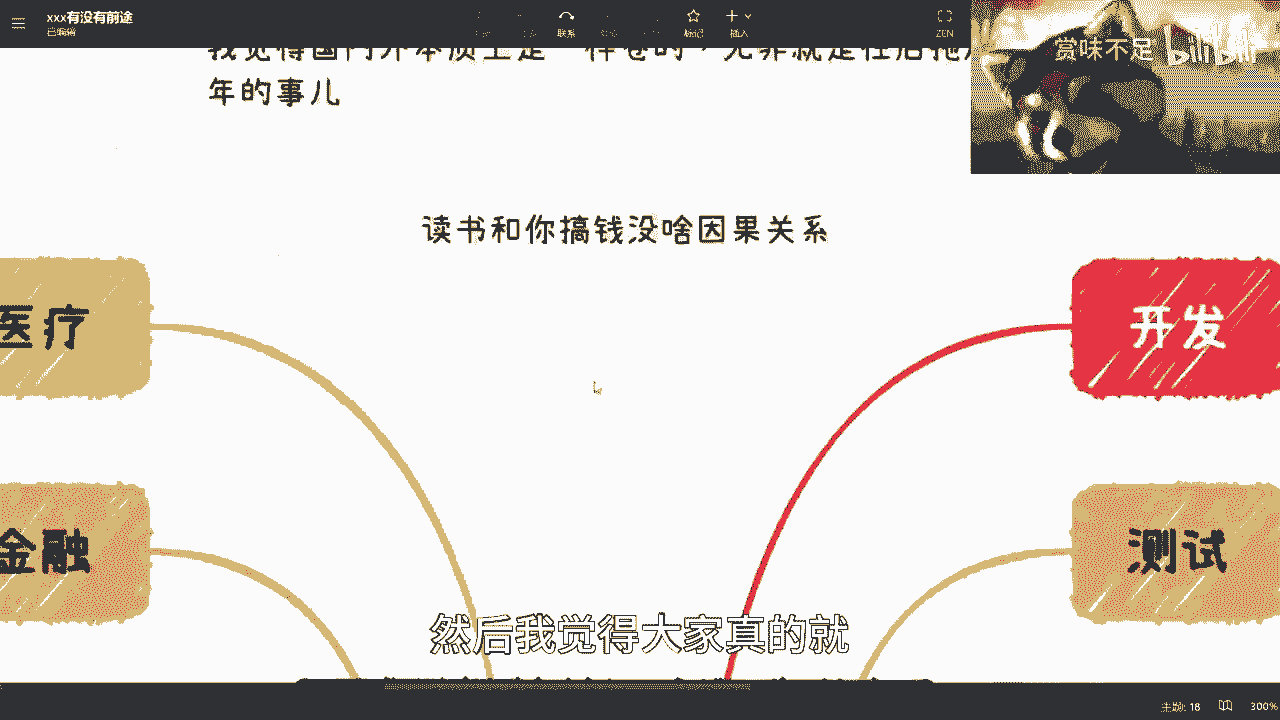 xxx有没有前途
已编辑
联系
标记
插入
ZEN
赏味不足 bilibili
我觉得国内外本质上是一样卷的，无非就是往后拖
年的事儿
读书和你搞钱没啥因果关系
医疗
开发
金融
测试
然后我觉得大家真的就
主题: 18
300%